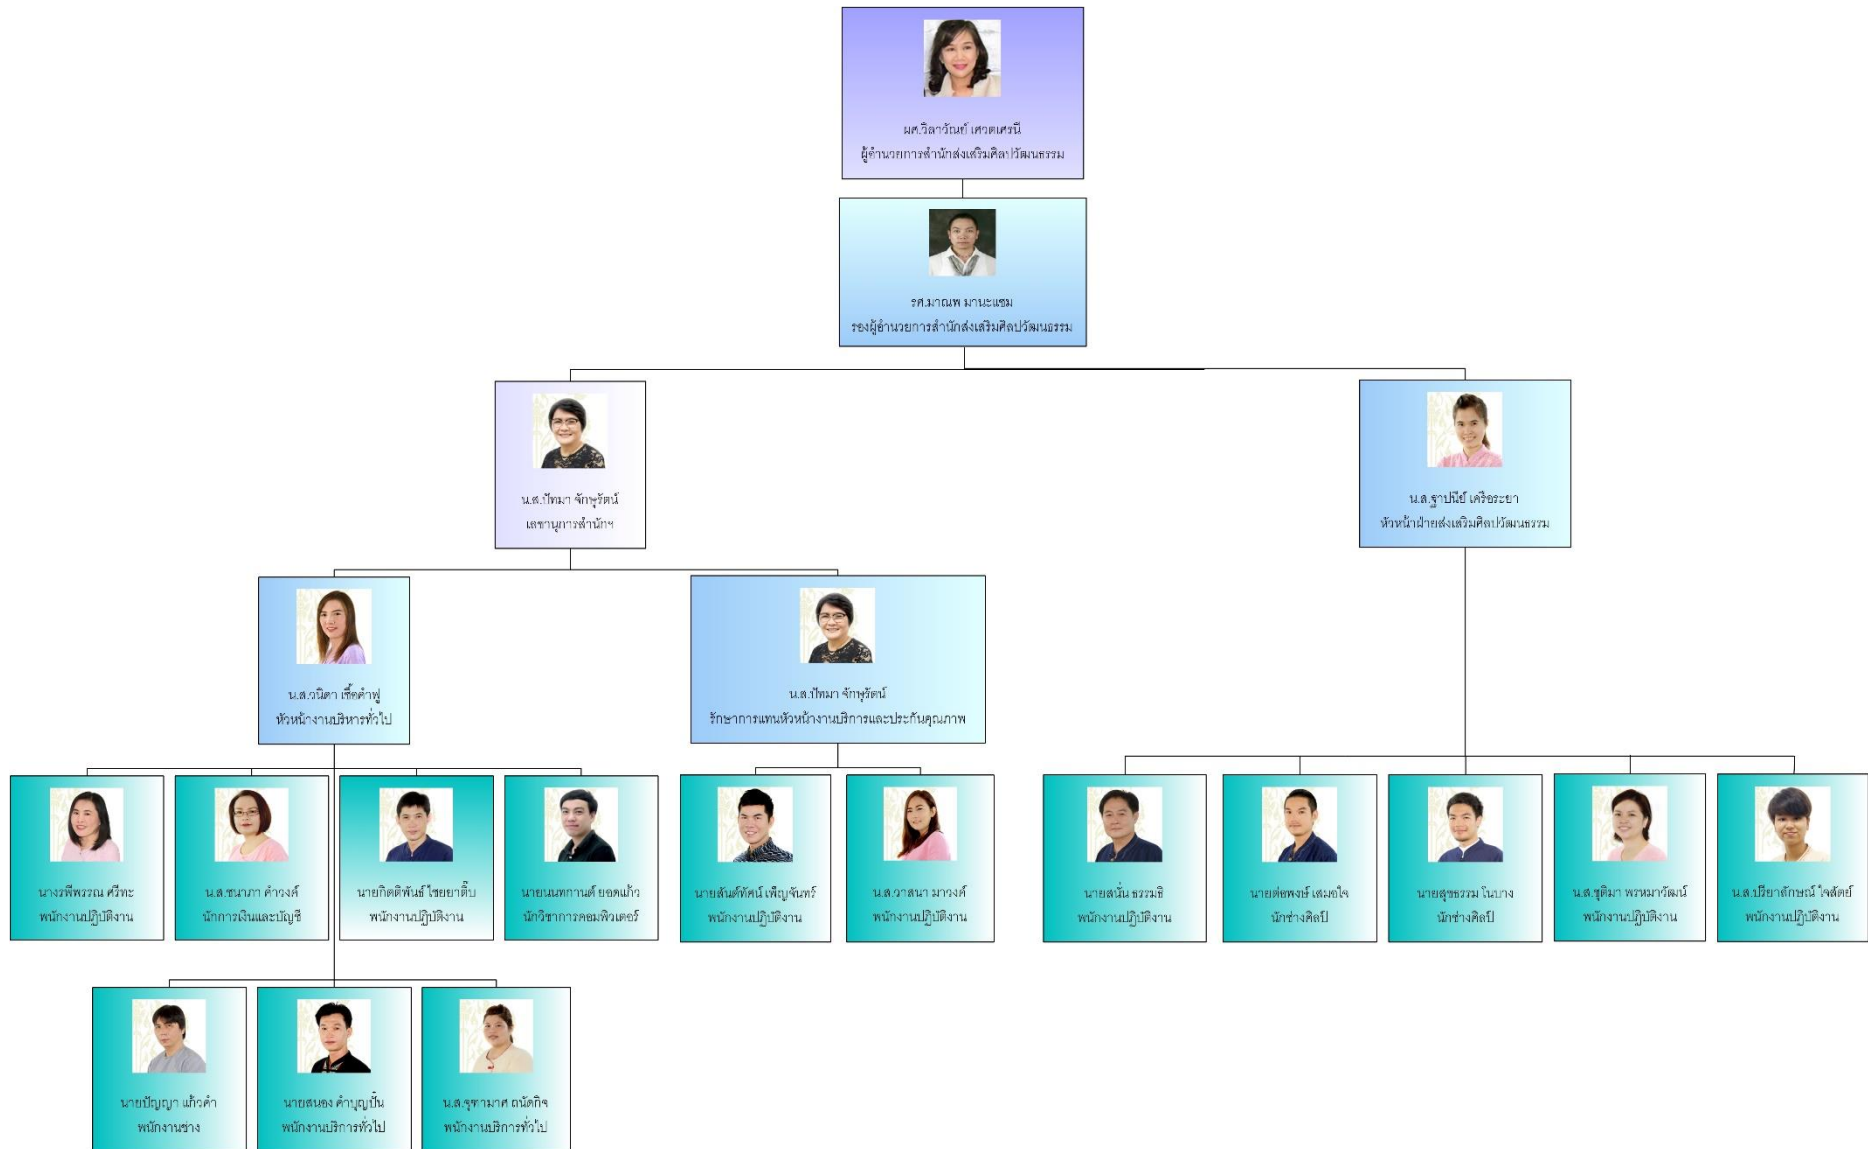 ผศ.วิลาวัณย์ เศวตเศรนี
ผู้อำนวยการสำนักส่งเสริมศิลปวัฒนธรรม
รศ.มาณพ มานะแซม
รองผู้อำนวยการสำนักส่งเสริมศิลปวัฒนธรรม
น.ส.ปัทมา จักษุรัตน์
เลขานุการสำนักฯ
น.ส.ฐาปนีย์ เครือระยา
หัวหน้าฝ่ายส่งเสริมศิลปวัฒนธรรม
น.ส.วนิดา เชื้อคำฟู
หัวหน้างานบริหารทั่วไป
น.ส.ปัทมา จักษุรัตน์
รักษาการแทนหัวหน้างานบริการและประกันคุณภาพ
นางรพีพรรณ ศรีทะ
พนักงานปฏิบัติงาน
น.ส.ชนาภา คำวงค์
นักการเงินและบัญชี
นายกิตติพันธ์ ไชยยาติ๊บ
พนักงานปฏิบัติงาน
นายนนทกานต์ ยอดแก้ว
นักวิชาการคอมพิวเตอร์
นายสันต์ทัศน์ เพ็ญจันทร์
พนักงานปฏิบัติงาน
น.ส.วาสนา มาวงค์
พนักงานปฏิบัติงาน
นายสนั่น ธรรมธิ
พนักงานปฏิบัติงาน
นายต่อพงษ์ เสมอใจ
นักช่างศิลป์
นายสุขธรรม โนบาง
นักช่างศิลป์
น.ส.ชุติมา พรหมาวัฒน์
พนักงานปฏิบัติงาน
น.ส.ปริยาลักษณ์ ใจสัตย์
พนักงานปฏิบัติงาน
นายปัญญา แก้วคำ
พนักงานช่าง
นายสนอง คำบุญปั๋น
พนักงานบริการทั่วไป
น.ส.จุฑามาศ ถนัดกิจ
พนักงานบริการทั่วไป